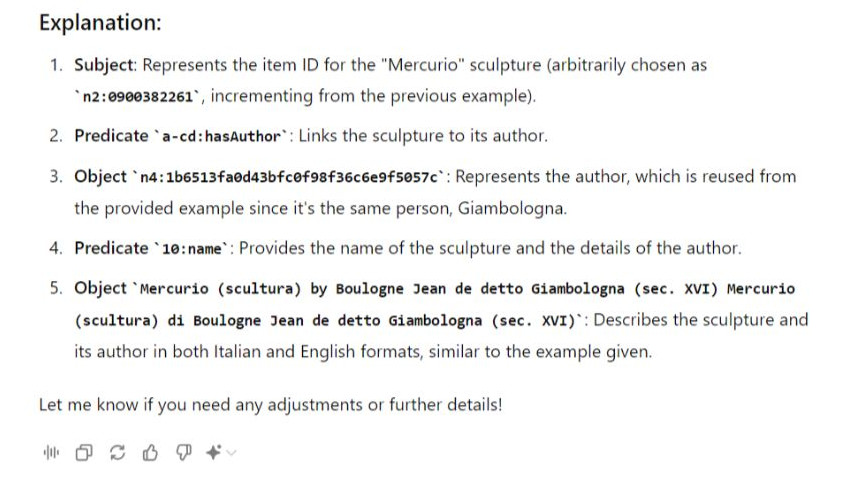 Explanation:
1. Subject: Represents the item ID for the "Mercurio" sculpture (arbitrarily chosen as
`n2:0900382261`, incrementing from the previous example).
2. Predicate `a-cd:hasAuthor`: Links the sculpture to its author.
3. Object `n4:1b6513fa0d43bfc0f98f36c6e9f5057c`: Represents the author, which is reused from
the provided example since it's the same person, Giambologna.
4. Predicate `10:name`: Provides the name of the sculpture and the details of the author.
5. Object `Mercurio (scultura) by Boulogne Jean de detto Giambologna (sec. XVI) Mercurio
(scultura) di Boulogne Jean de detto Giambologna (sec. XVI)`: Describes the sculpture and
its author in both Italian and English formats, similar to the example given.
Let me know if you need any adjustments or further details!